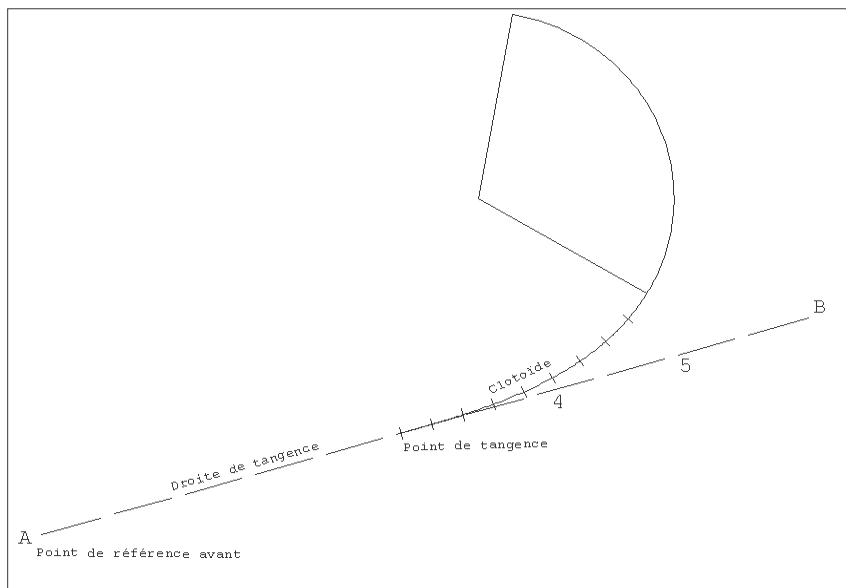 B
5
Clotoïde
4
Point de tangence
Droite de tangence
A
Point de référence avant